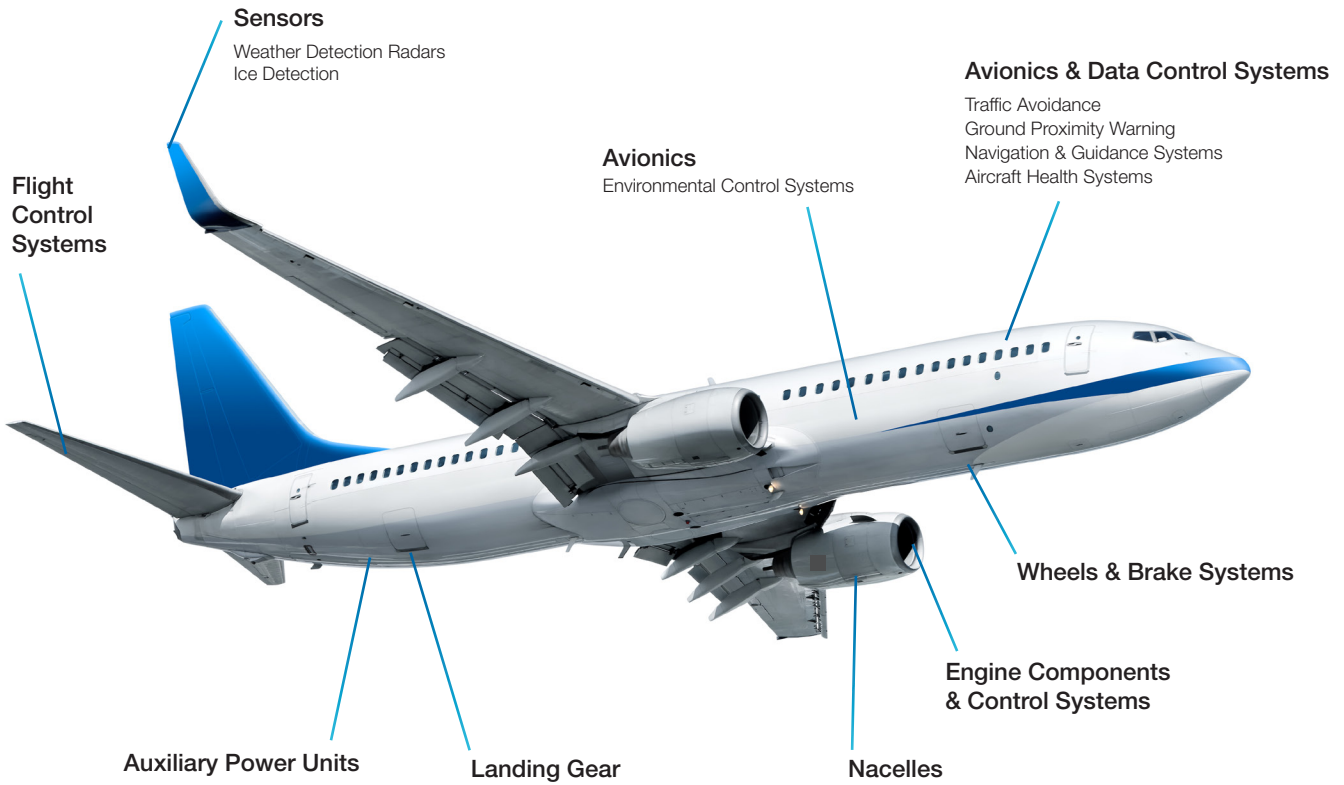 Sensors
Weather Detection Radars
Ice Detection
Avionics & Data Control Systems
Traffic Avoidance
Ground Proximity Warning
Navigation & Guidance Systems
Aircraft Health Systems
Avionics
Environmental Control Systems
Flight
Control
Systems
Wheels & Brake Systems
Engine Components
& Control Systems
Auxiliary Power Units
Landing Gear
Nacelles